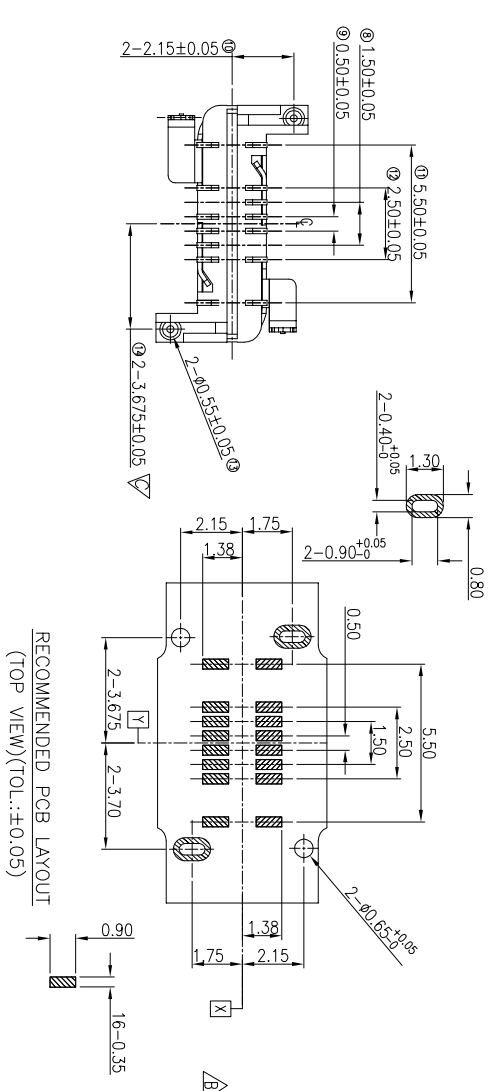 2-2.15±0.05 ⑩
⑨ 0.50±0.05
⑧ 1.50±0.05
⑪ 5.50±0.05
⑫ 2.50±0.05
℄
2-ø0.55±0.05 ⑬
⑭ 2-3.675±0.05
C
2-0.40 +0.05 -0
1.30
2-0.90 +0.05 -0
0.80
2.15
1.75
1.38
0.50
5.50
2.50
1.50
2-3.675
Y
2-3.70
2-ø0.65 +0.05 -0
1.38
1.75
2.15
X
B
RECOMMENDED PCB LAYOUT
(TOP VIEW)(TOL.:±0.05)
0.90
16-0.35